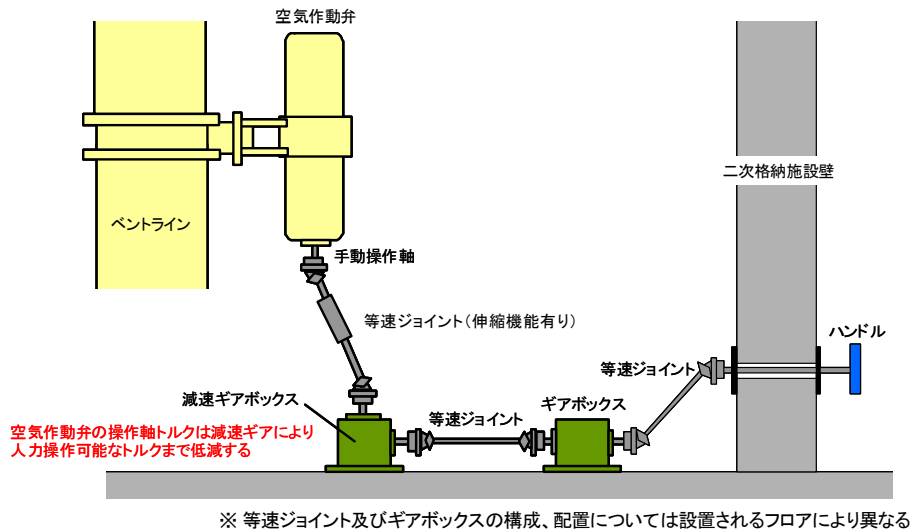 空気作動弁
二次格納施設壁
ベントライン
手動操作軸
等速ジョイント(伸縮機能有り)
ハンドル
等速ジョイント
減速ギアボックス
等速ジョイント
ギアボックス
空気作動弁の操作軸トルクは減速ギアにより
人力操作可能なトルクまで低減する
※ 等速ジョイント及びギアボックスの構成、配置については設置されるフロアにより異なる